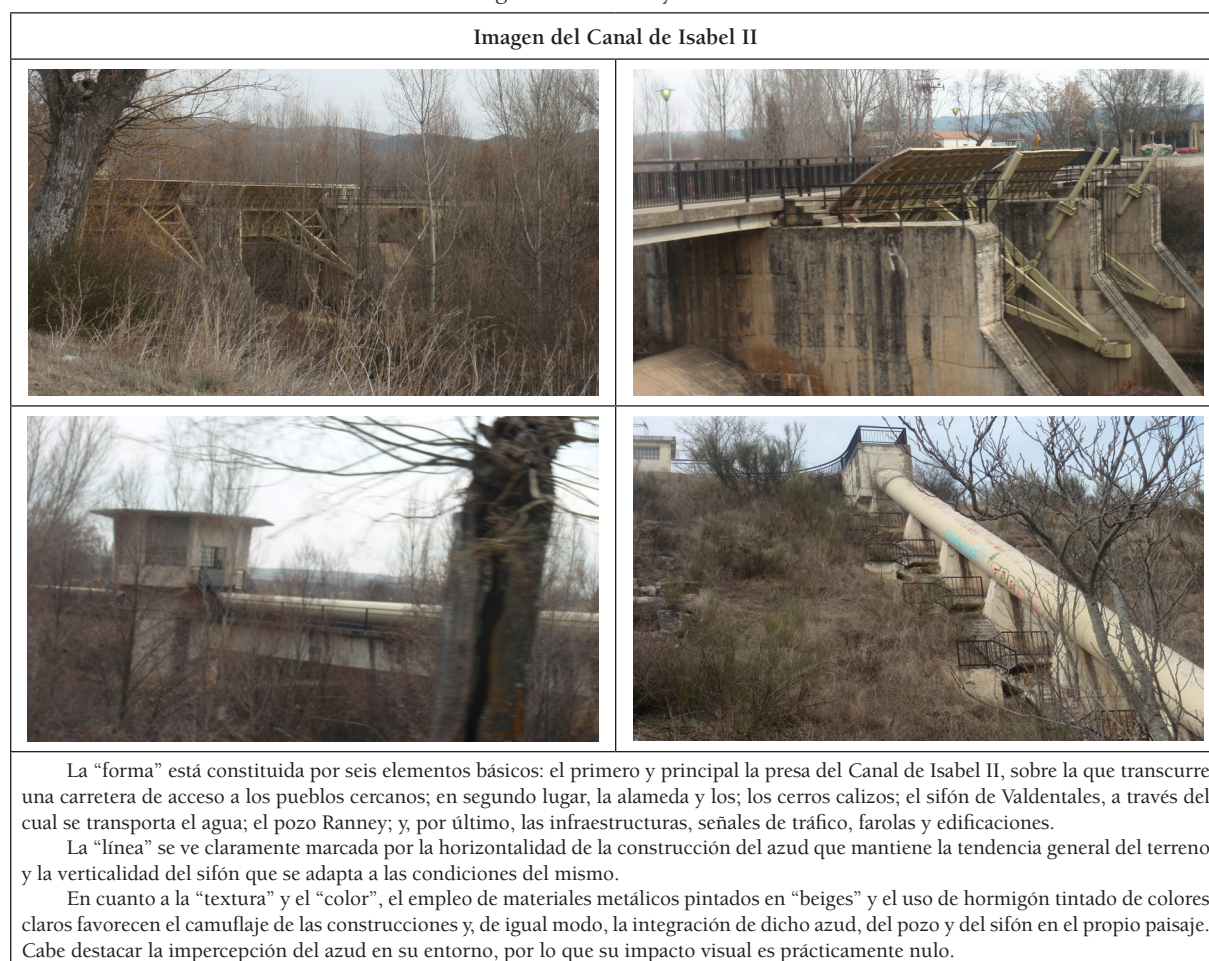 Imagen del Canal de Isabel II
La “forma” está constituida por seis elementos básicos: el primero y principal la presa del Canal de Isabel II, sobre la que transcurre
una carretera de acceso a los pueblos cercanos; en segundo lugar, la alameda y los; los cerros calizos; el sifón de Valdentales, a través del
cual se transporta el agua; el pozo Ranney; y, por último, las infraestructuras, señales de tráfico, farolas y edificaciones.
La “línea” se ve claramente marcada por la horizontalidad de la construcción del azud que mantiene la tendencia general del terreno
y la verticalidad del sifón que se adapta a las condiciones del mismo.
En cuanto a la “textura” y el “color”, el empleo de materiales metálicos pintados en “beiges” y el uso de hormigón tintado de colores
claros favorecen el camuflaje de las construcciones y, de igual modo, la integración de dicho azud, del pozo y del sifón en el propio paisaje.
Cabe destacar la impercepción del azud en su entorno, por lo que su impacto visual es prácticamente nulo.